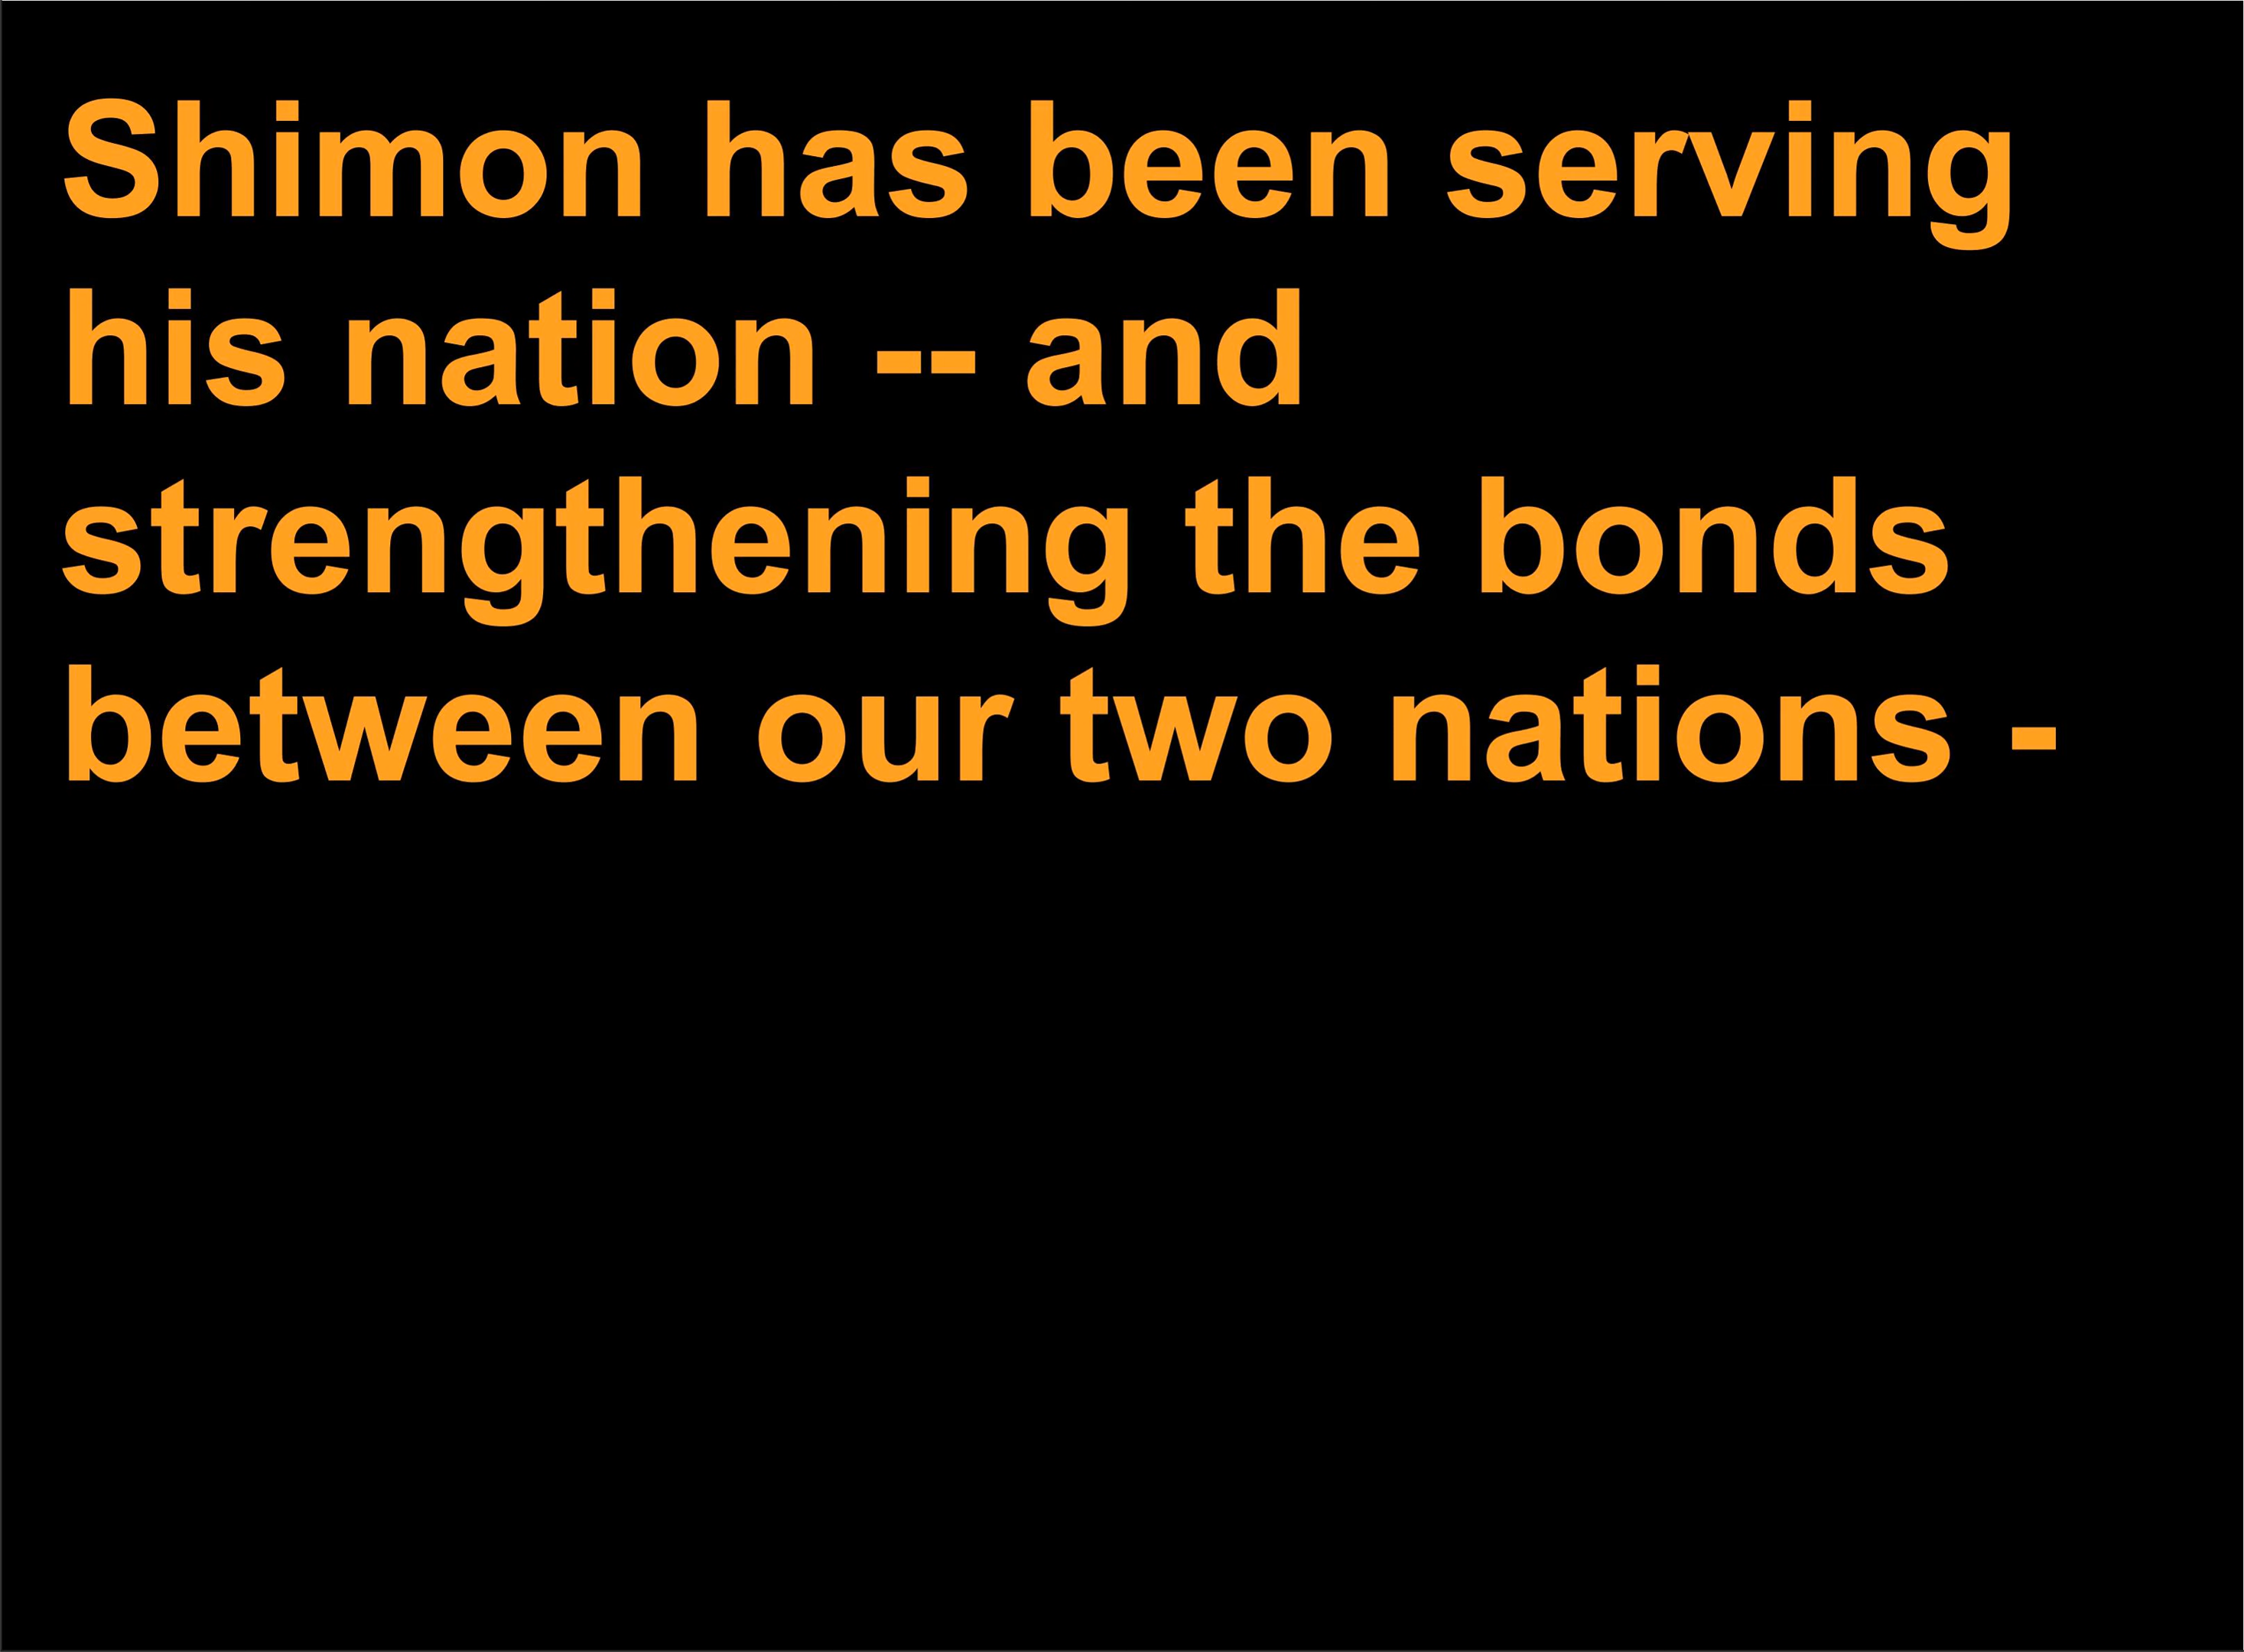 Shimon has been serving
his nation -- and
strengthening the bonds
between our two nations -